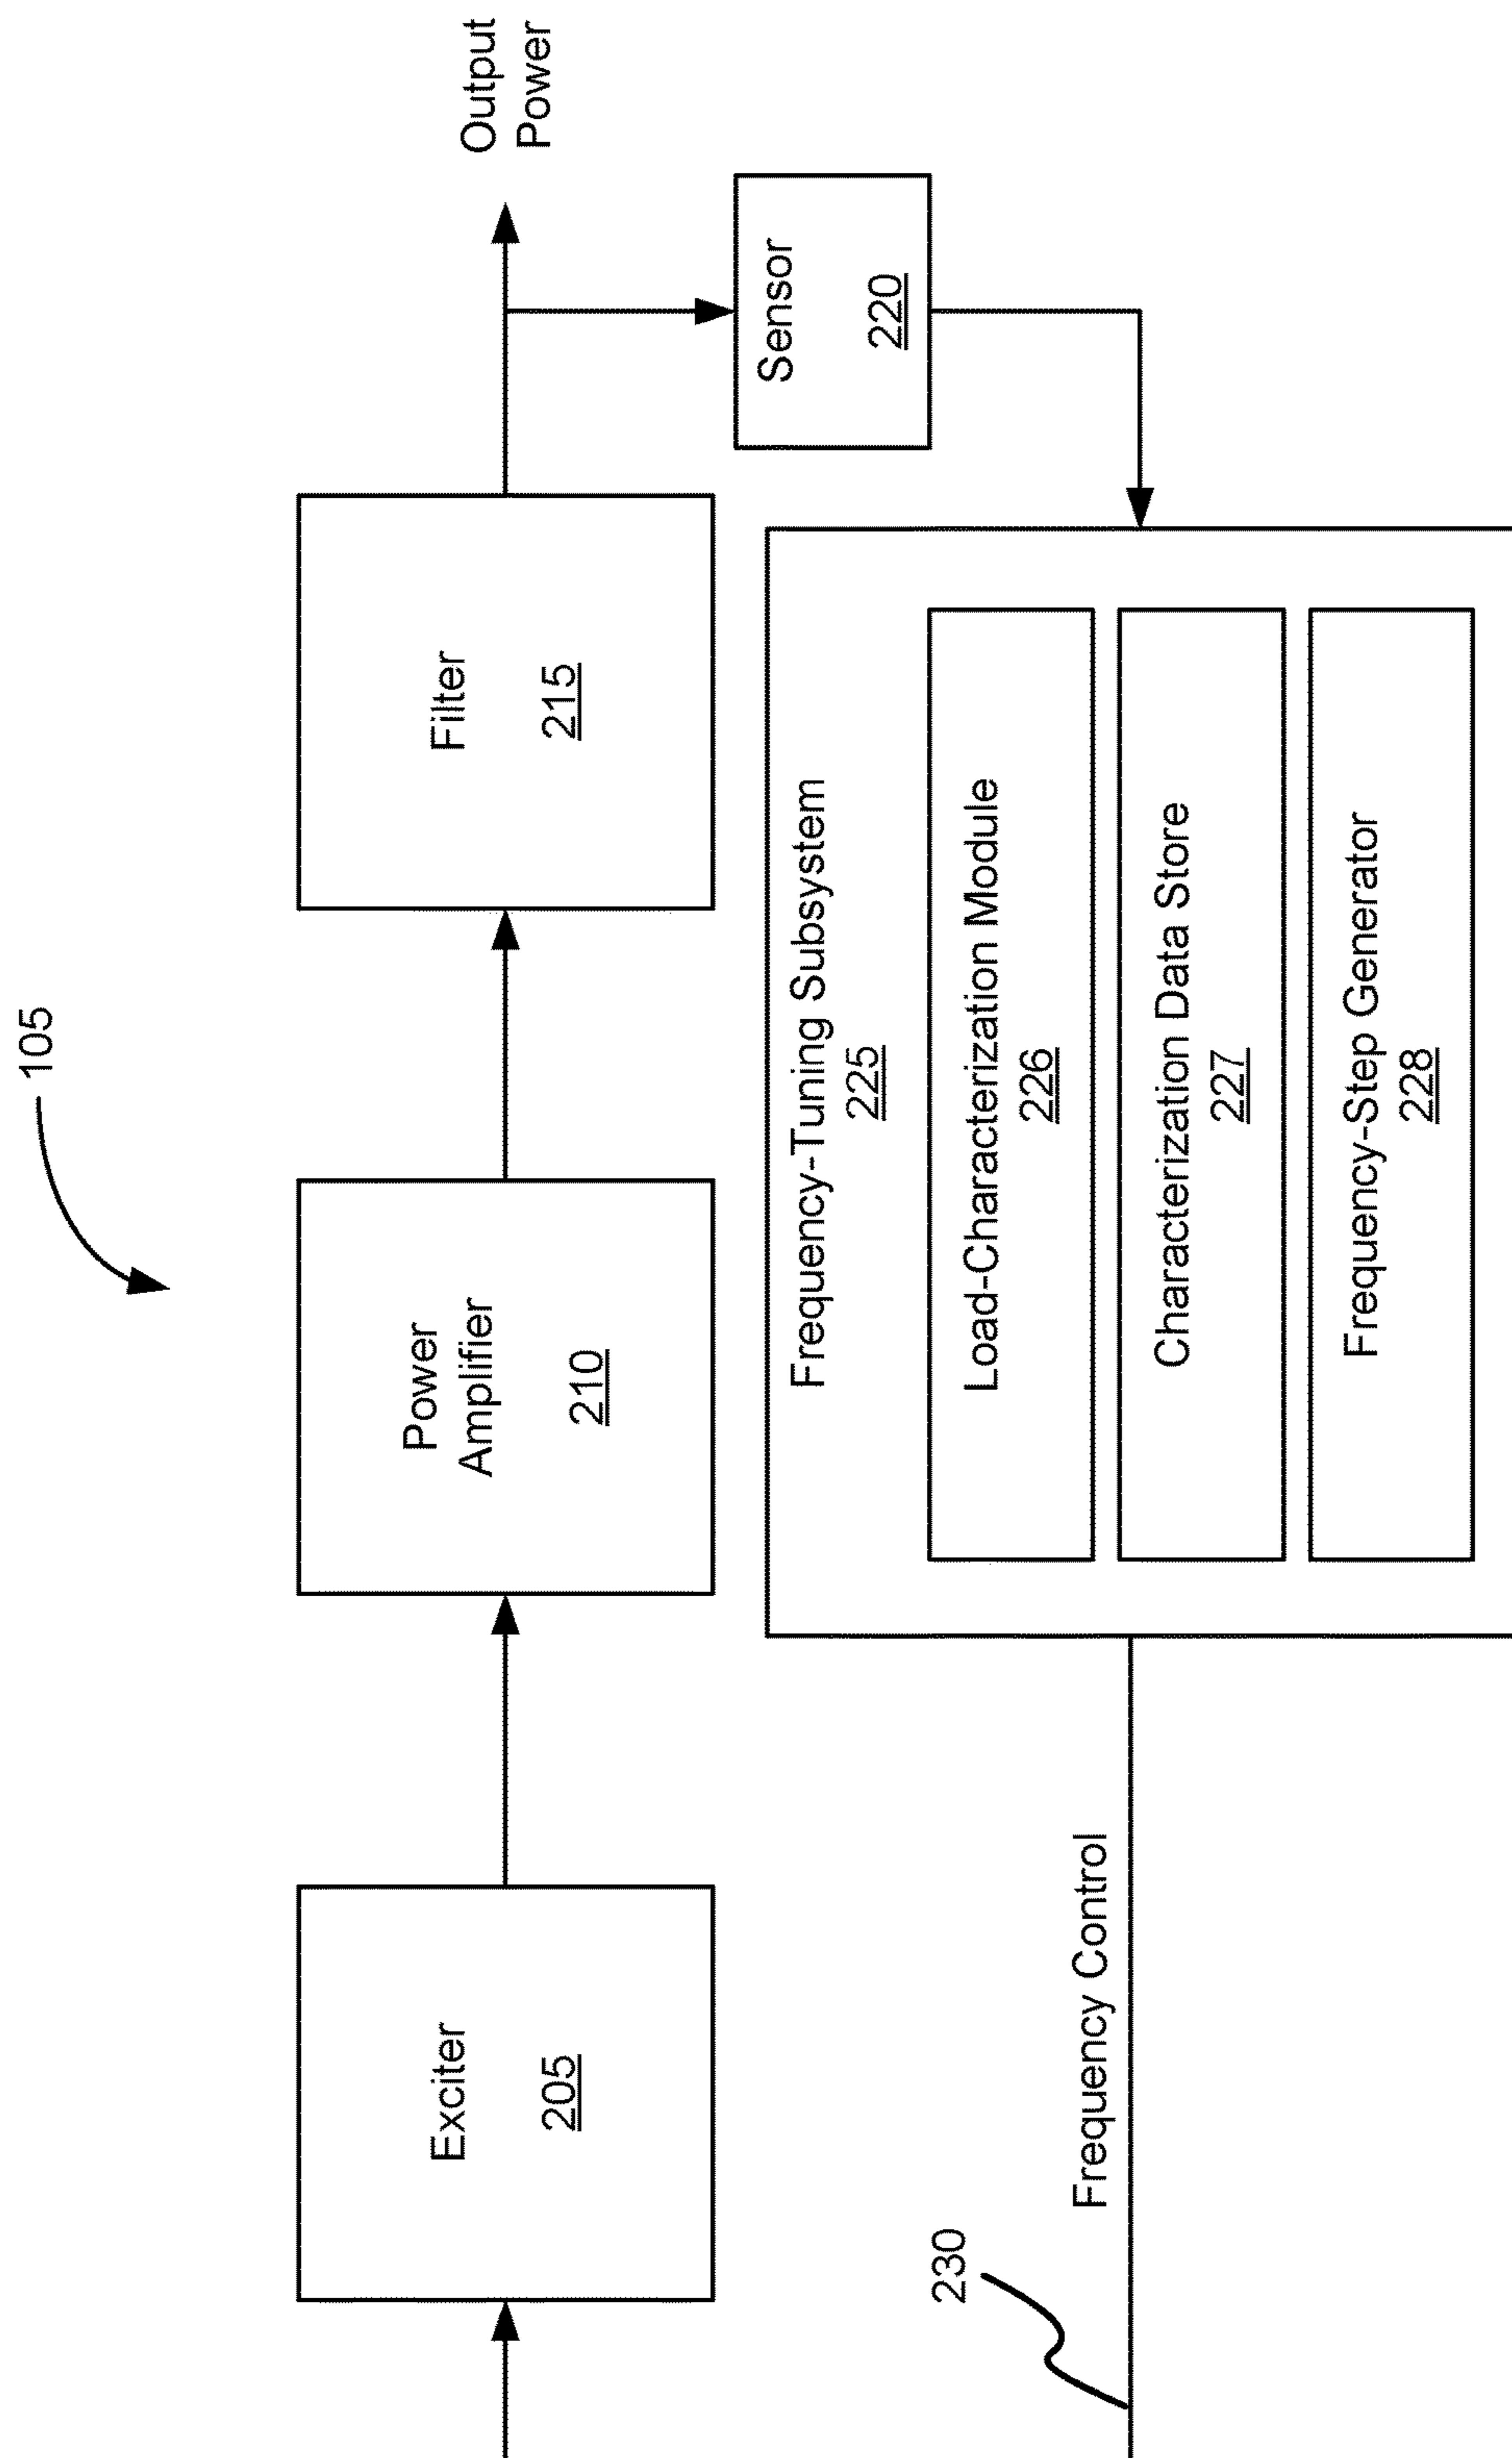 105
Exciter
205
Power
Amplifier
210
Filter
215
Output
Power
Sensor
220
230
Frequency Control
Frequency-Tuning Subsystem
225
Load-Characterization Module
226
Characterization Data Store
227
Frequency-Step Generator
228